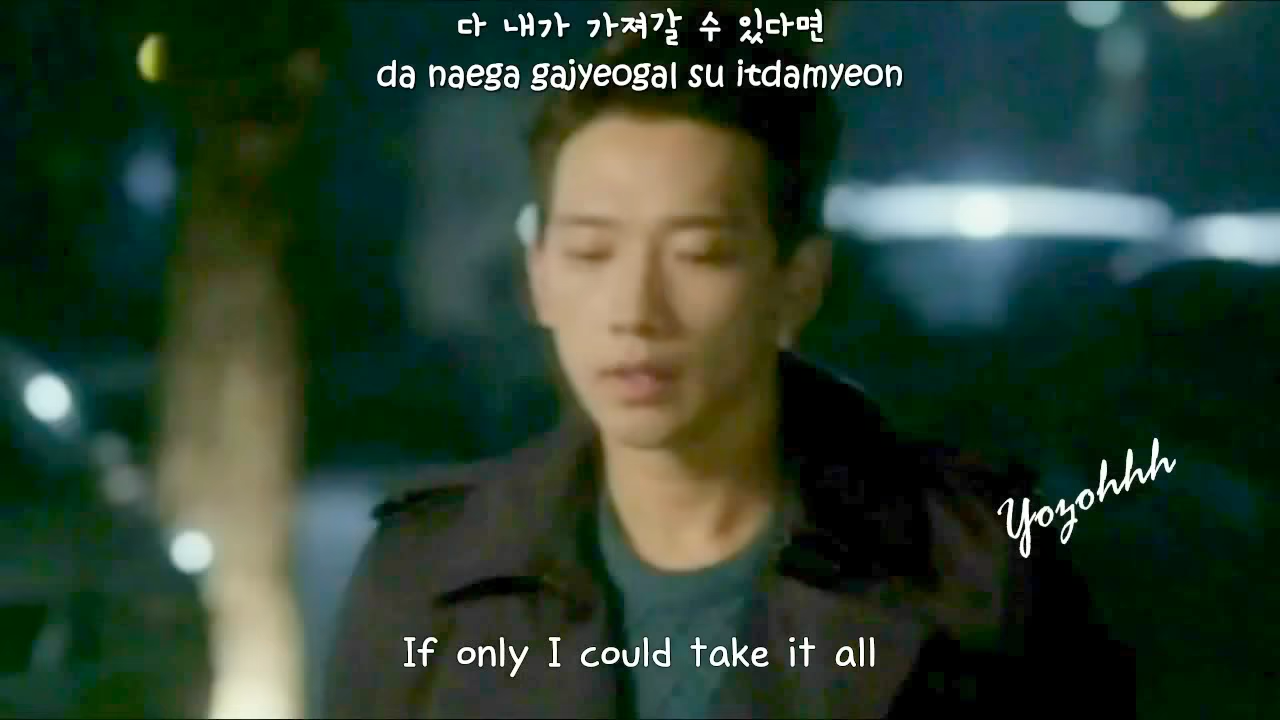 다 내가 가져갈 수 있다면
da naega gajyeogal su itdamyeon
Yozohhh
If only I could take it all